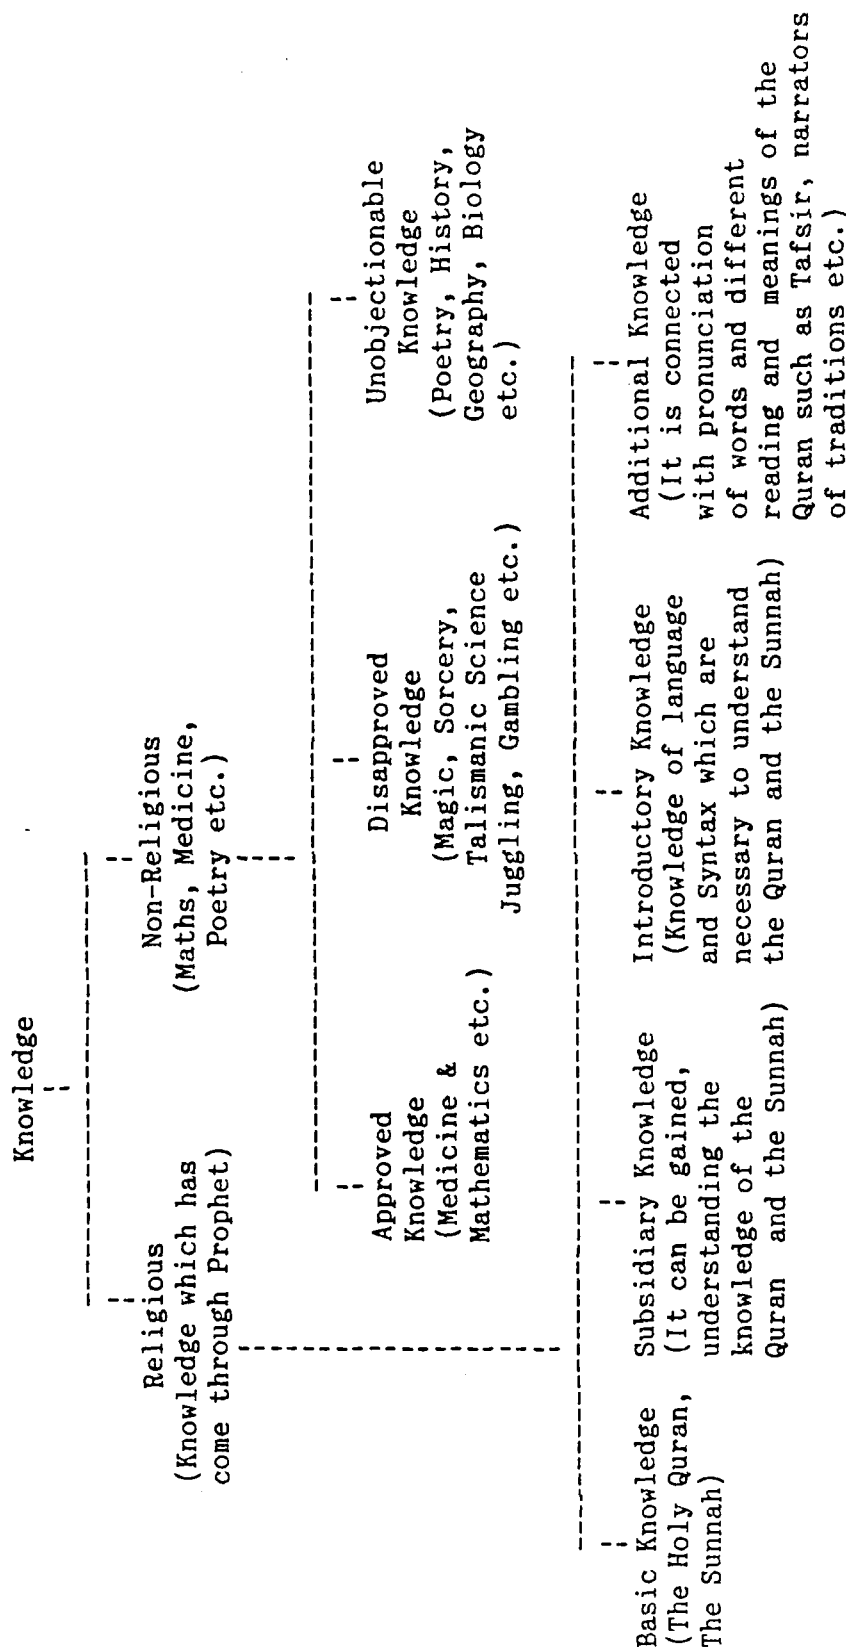 Knowledge
Religious
(Knowledge which has
come through Prophet)
Non-Religious
(Maths, Medicine,
Poetry etc.)
Approved
Knowledge
(Medicine &
Mathematics etc.)
Disapproved
Knowledge
(Magic, Sorcery,
Talismanic Science
Juggling, Gambling etc.)
Unobjectionable
Knowledge
(Poetry, History,
Geography, Biology
etc.)
Basic Knowledge
(The Holy Quran,
The Sunnah)
Subsidiary Knowledge
(It can be gained,
understanding the
knowledge of the
Quran and the Sunnah)
Introductory Knowledge
(Knowledge of language
and Syntax which are
necessary to understand
the Quran and the Sunnah)
Additional Knowledge
(It is connected
with pronunciation
of words and different
reading and meanings of the
Quran such as Tafsir, narrators
of traditions etc.)